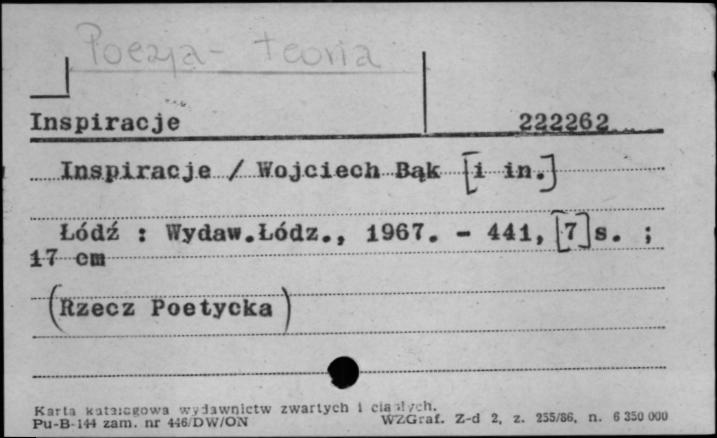 Poezja - teoria
Inspiracje 222262
Inspiracje / Wojciech Bąk [i in.]
Łódź : Wydaw.Łódz., 1967. - 441, [7] s. ;
17 cm
(Rzecz Poetycka)
Karta katalogowa wydawnictw zwartych i ciągłych.
Pu-B-144 zam. nr 446/DW/ON WZGraf. Z-d 2, z. 255/86, n. 6 350 000